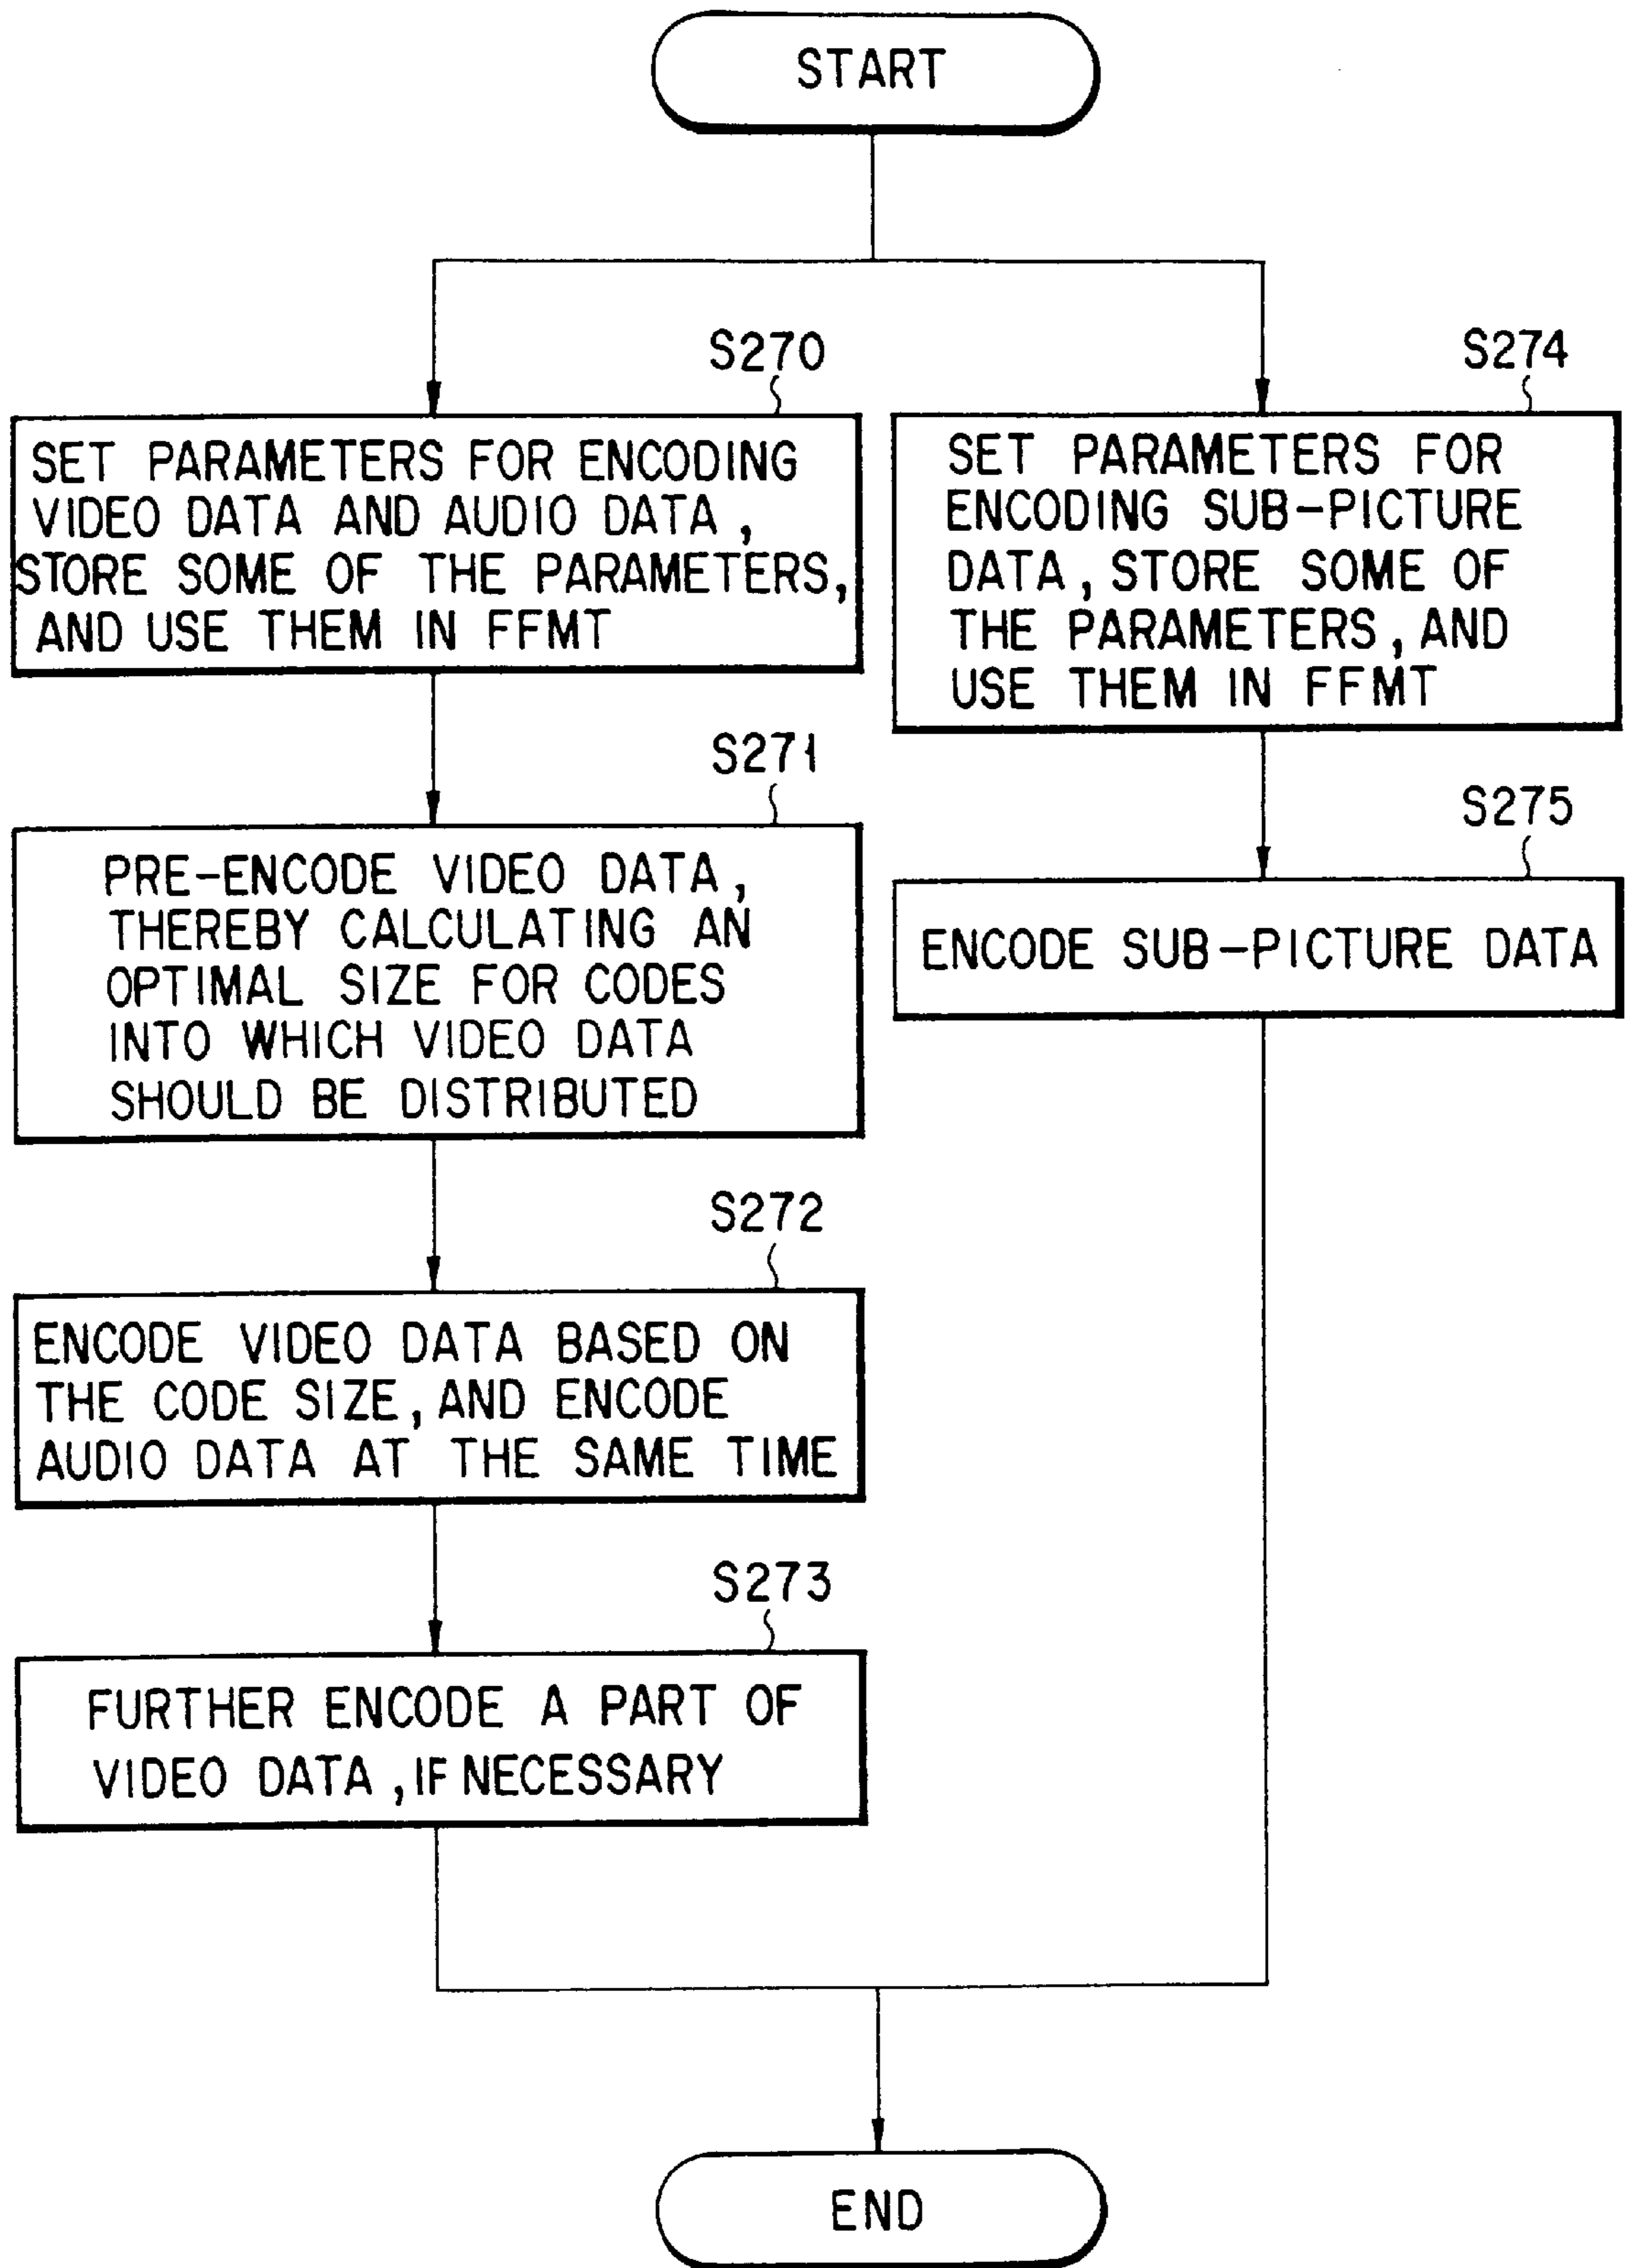 START
S270
SET PARAMETERS FOR ENCODING
VIDEO DATA AND AUDIO DATA,
STORE SOME OF THE PARAMETERS,
AND USE THEM IN FFMT
S271
PRE-ENCODE VIDEO DATA,
THEREBY CALCULATING AN
OPTIMAL SIZE FOR CODES
INTO WHICH VIDEO DATA
SHOULD BE DISTRIBUTED
S272
ENCODE VIDEO DATA BASED ON
THE CODE SIZE, AND ENCODE
AUDIO DATA AT THE SAME TIME
S273
FURTHER ENCODE A PART OF
VIDEO DATA, IF NECESSARY
S274
SET PARAMETERS FOR
ENCODING SUB-PICTURE
DATA, STORE SOME OF
THE PARAMETERS, AND
USE THEM IN FFMT
S275
ENCODE SUB-PICTURE DATA
END